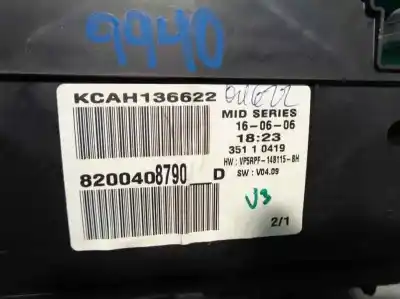 9940
KCAH136622
MID SERIES
16-06-06
18:23
351 1 0419
HW : VP5RPF-14B115-BH
SW : V04.09
8200408790__D
V3
2/1